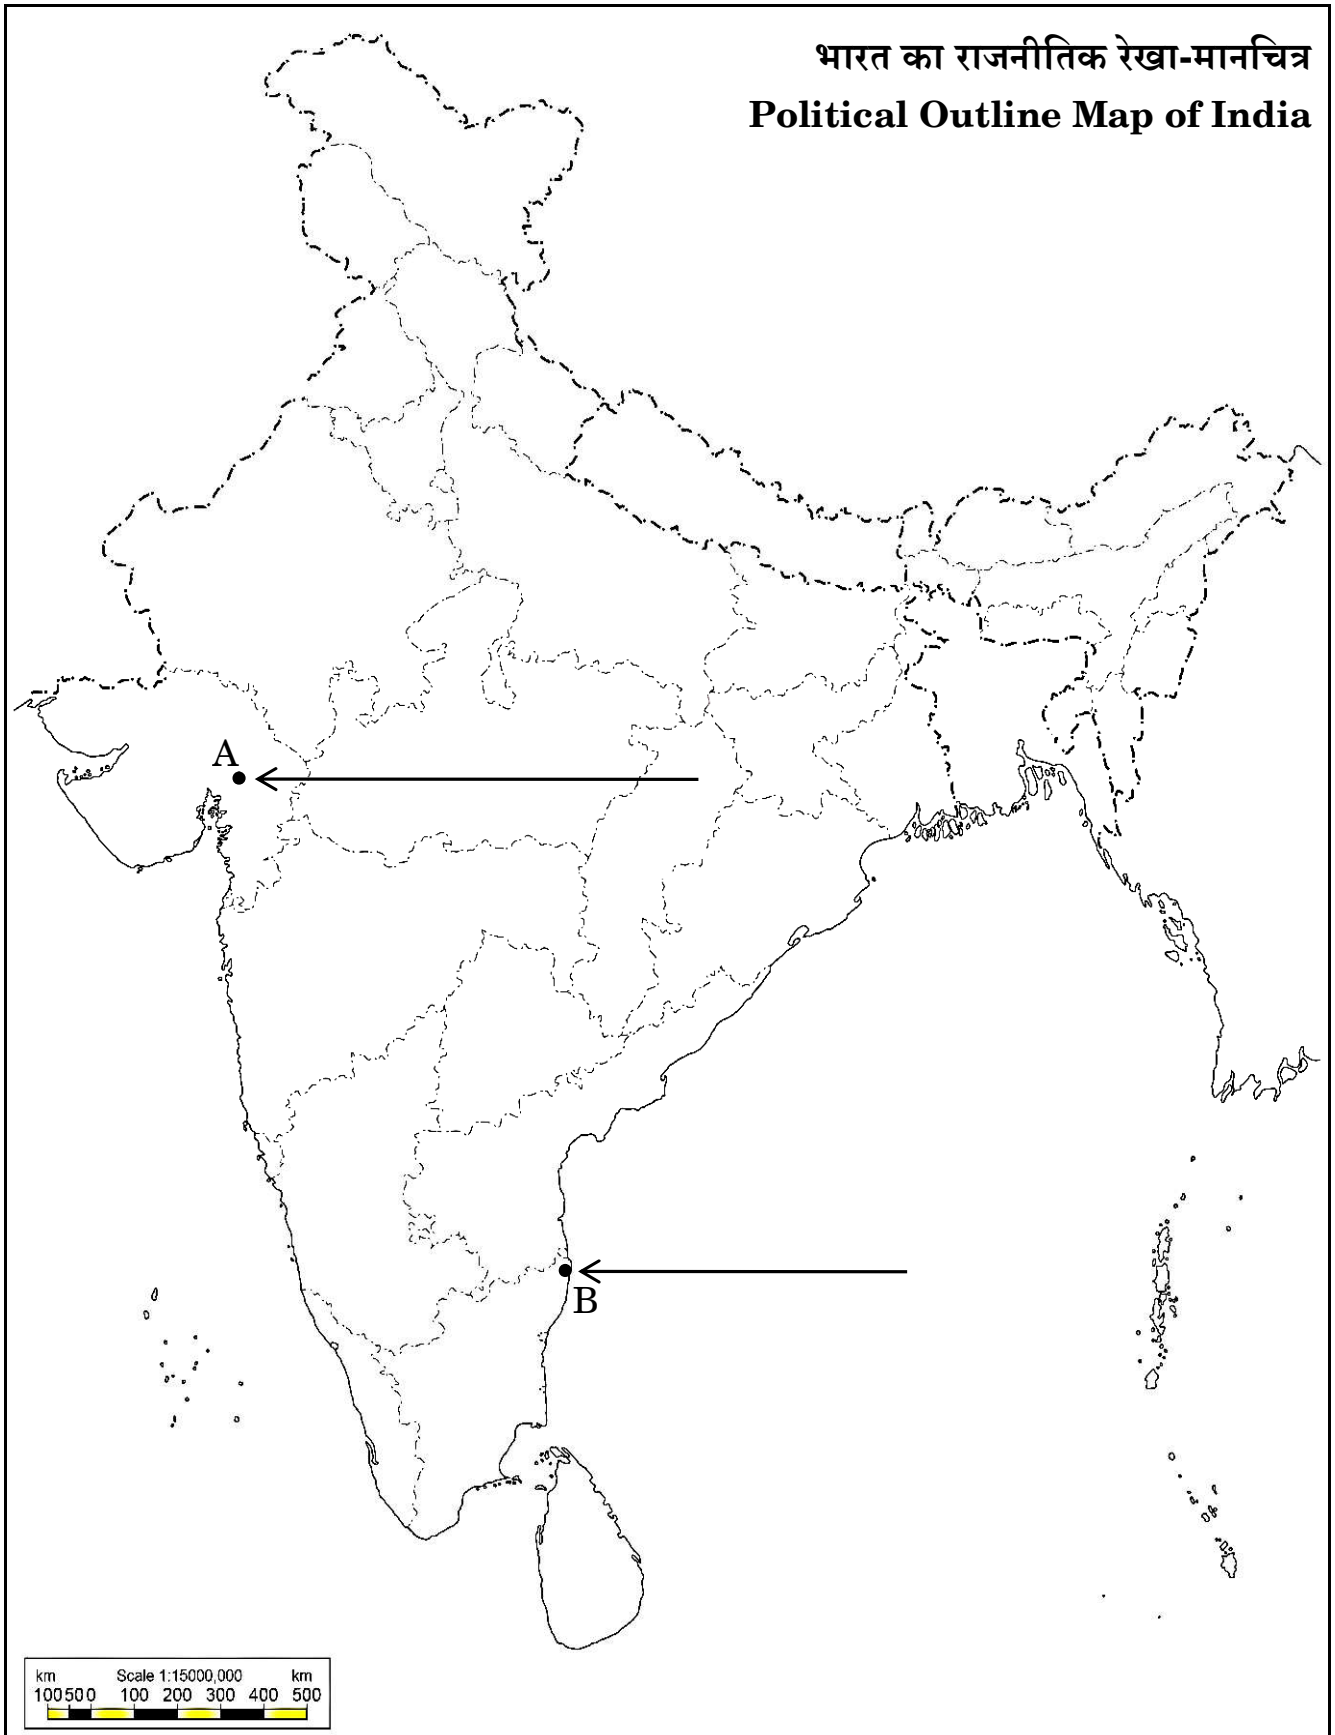 भारत का राजनीतिक रेखा-मानचित्र
Political Outline Map of India
A
B
km Scale 1:15000,000 km
100 50 0 100 200 300 400 500